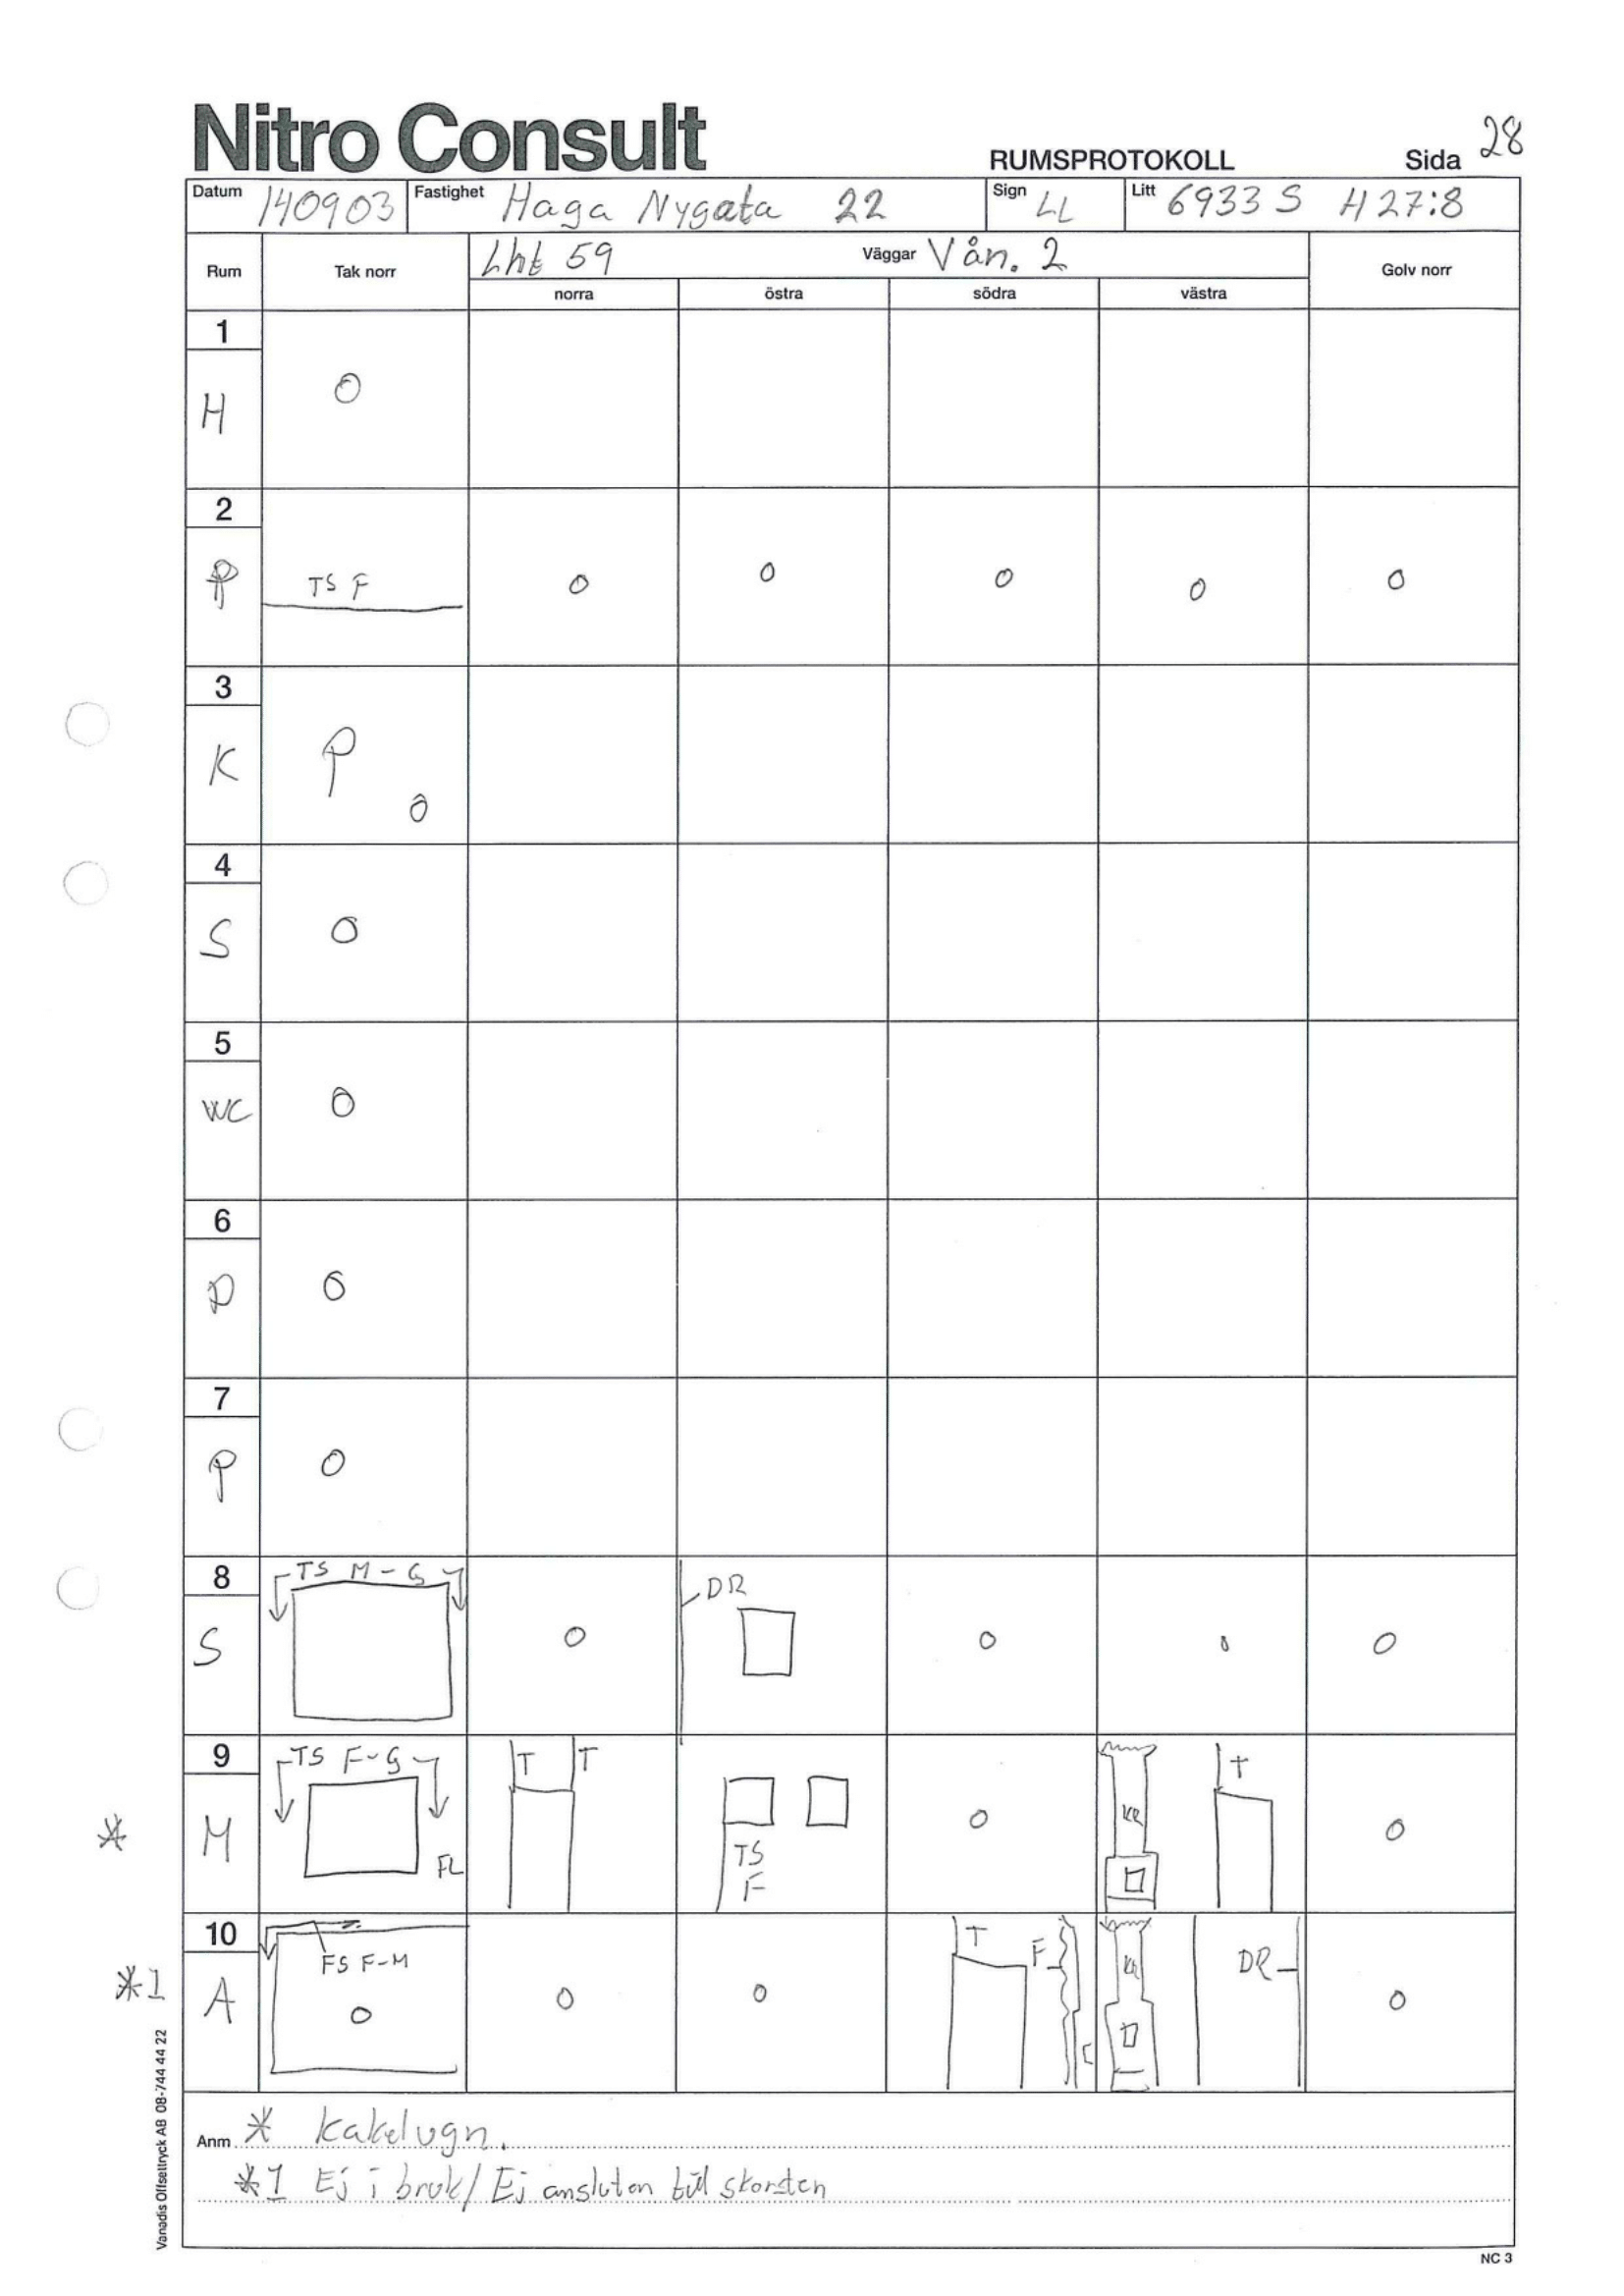 Nitro Consult
RUMSPROTOKOLL Sida 28
Datum 140903 Fastighet Haga Nygata 22 Sign LL Litt 6933 S H 27:8
Rum Tak norr Lht 59 Väggar Vån. 2 Golv norr
norra östra södra västra
1
H O
2
P TS F O O O O O
3
K P O
4
S O
5
WC O
6
D O
7
P O
8 TS M - G DR
S O O O O
9 TS F-G T T T
M FL TS F O KR O
*
10 FS F-M T F KR DR
A O O O O
*1
Anm * Kakelugn.
*1 Ej i bruk/ Ej ansluten till skorsten
Vanadis Offsettryck AB 08-744 44 22
NC 3